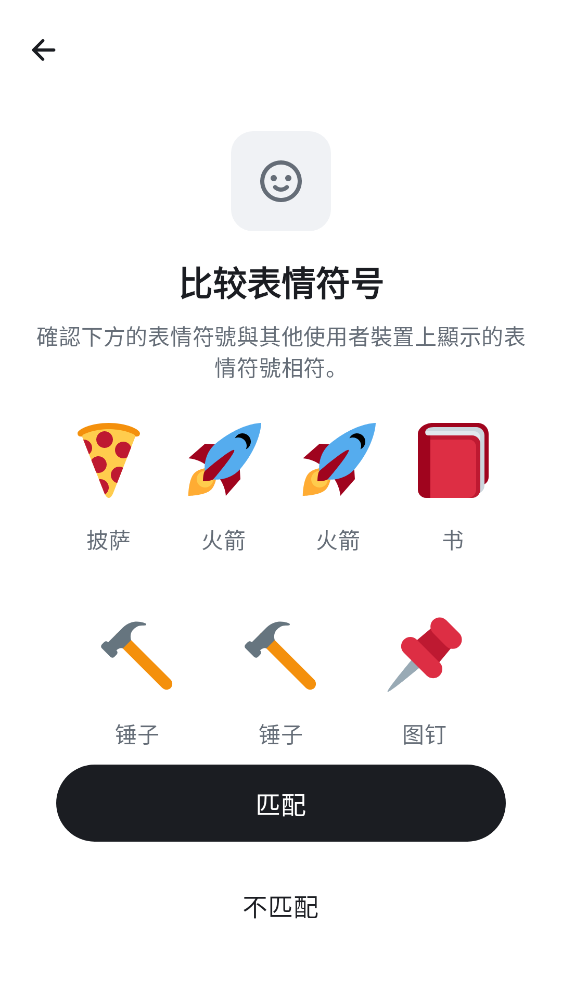 比较表情符号
確認下方的表情符號與其他使用者裝置上顯示的表
情符號相符。
披萨 火箭 火箭 书
锤子 锤子 图钉
匹配
不匹配